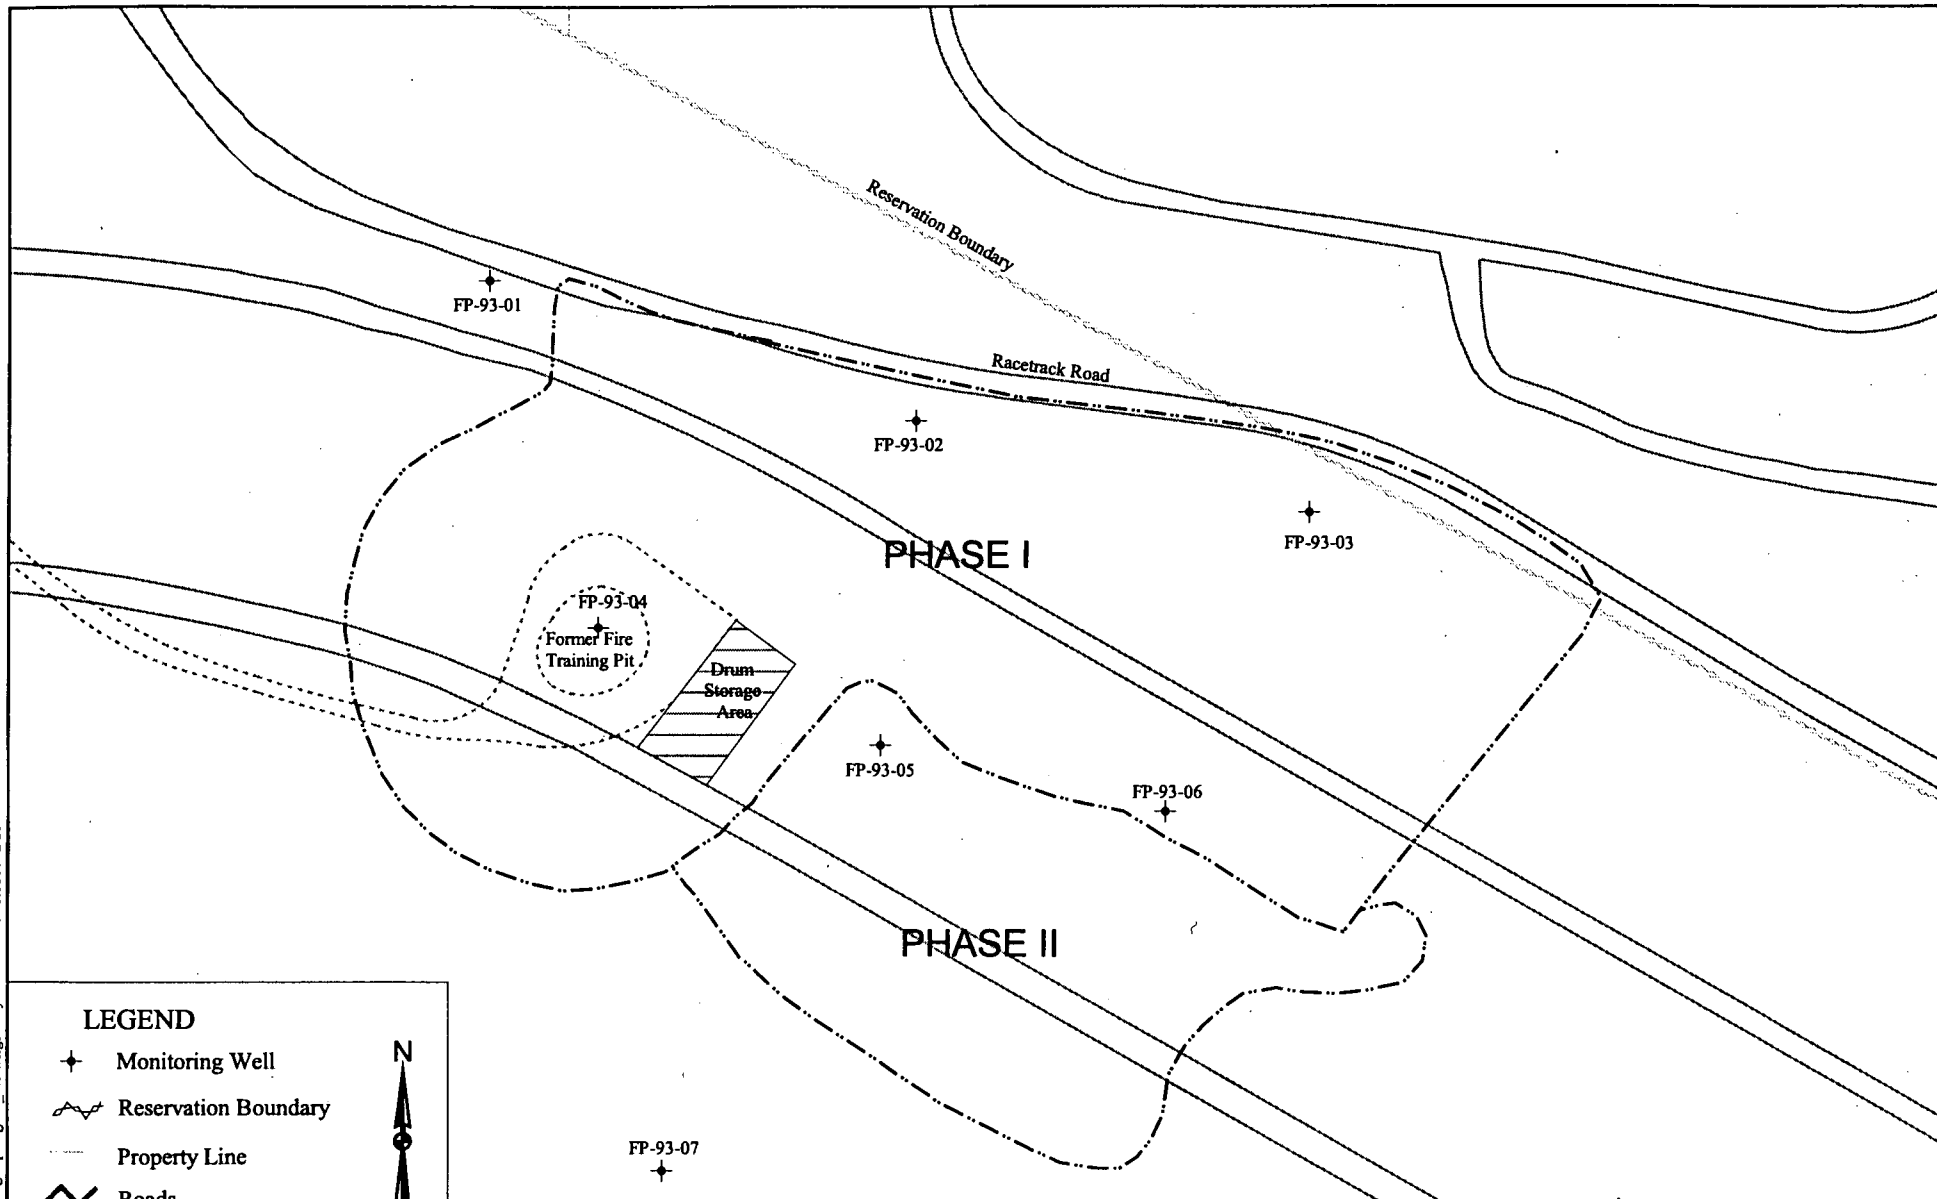 Reservation Boundary
FP-93-01
Racetrack Road
FP-93-02
FP-93-03
PHASE I
FP-93-04
Former Fire
Training Pit
Drum
Storage
Area
FP-93-05
FP-93-06
PHASE II
FP-93-07
LEGEND
Monitoring Well
Reservation Boundary
Property Line
Roads
N